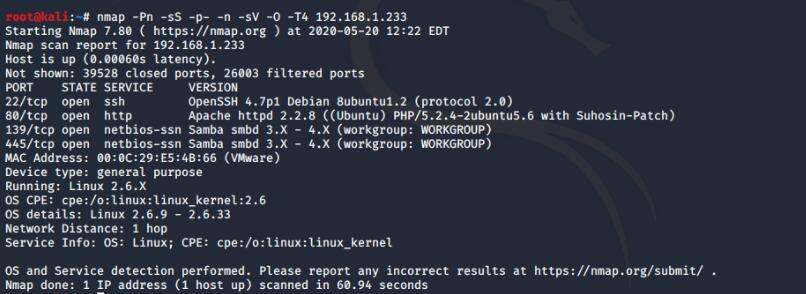 root@kali:~# nmap -Pn -sS -p- -n -sV -O -T4 192.168.1.233
Starting Nmap 7.80 ( https://nmap.org ) at 2020-05-20 12:22 EDT
Nmap scan report for 192.168.1.233
Host is up (0.00060s latency).
Not shown: 39528 closed ports, 26003 filtered ports
PORT    STATE SERVICE     VERSION
22/tcp  open  ssh         OpenSSH 4.7p1 Debian 8ubuntu1.2 (protocol 2.0)
80/tcp  open  http        Apache httpd 2.2.8 ((Ubuntu) PHP/5.2.4-2ubuntu5.6 with Suhosin-Patch)
139/tcp open  netbios-ssn Samba smbd 3.X - 4.X (workgroup: WORKGROUP)
445/tcp open  netbios-ssn Samba smbd 3.X - 4.X (workgroup: WORKGROUP)
MAC Address: 00:0C:29:E5:4B:66 (VMware)
Device type: general purpose
Running: Linux 2.6.X
OS CPE: cpe:/o:linux:linux_kernel:2.6
OS details: Linux 2.6.9 - 2.6.33
Network Distance: 1 hop
Service Info: OS: Linux; CPE: cpe:/o:linux:linux_kernel
OS and Service detection performed. Please report any incorrect results at https://nmap.org/submit/ .
Nmap done: 1 IP address (1 host up) scanned in 60.94 seconds